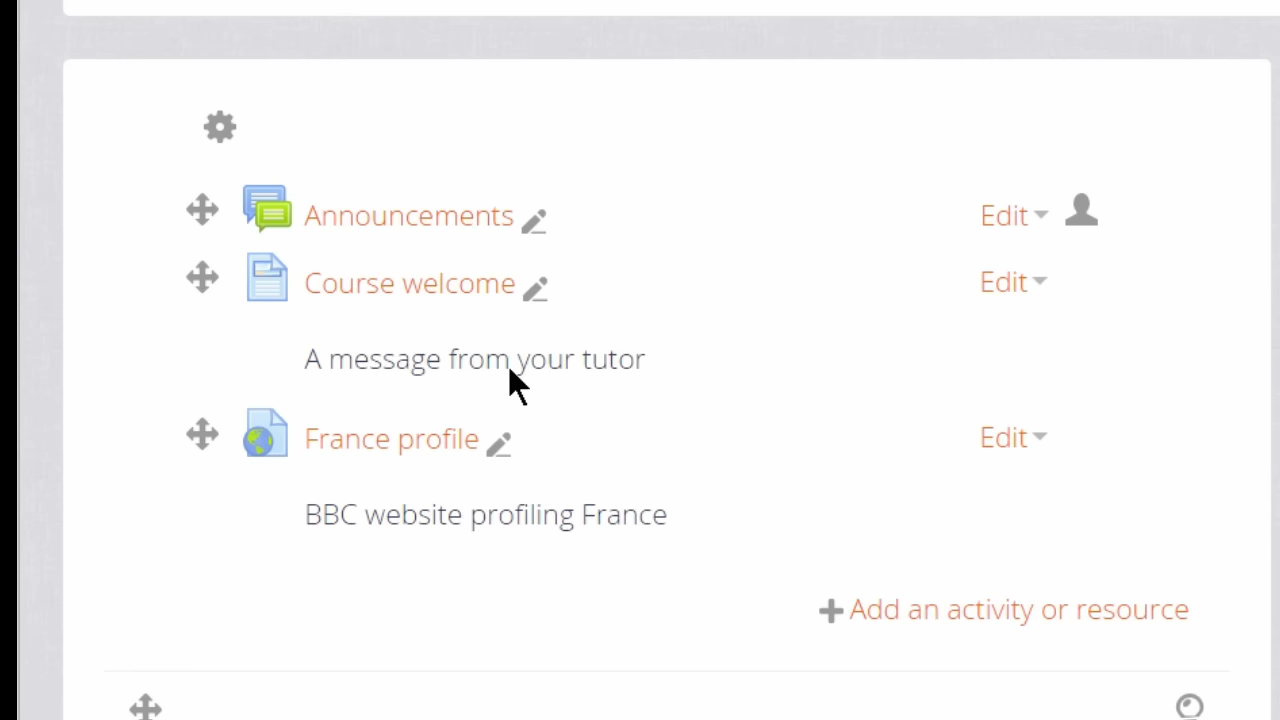 Announcements Edit
Course welcome Edit
A message from your tutor
France profile Edit
BBC website profiling France
Add an activity or resource